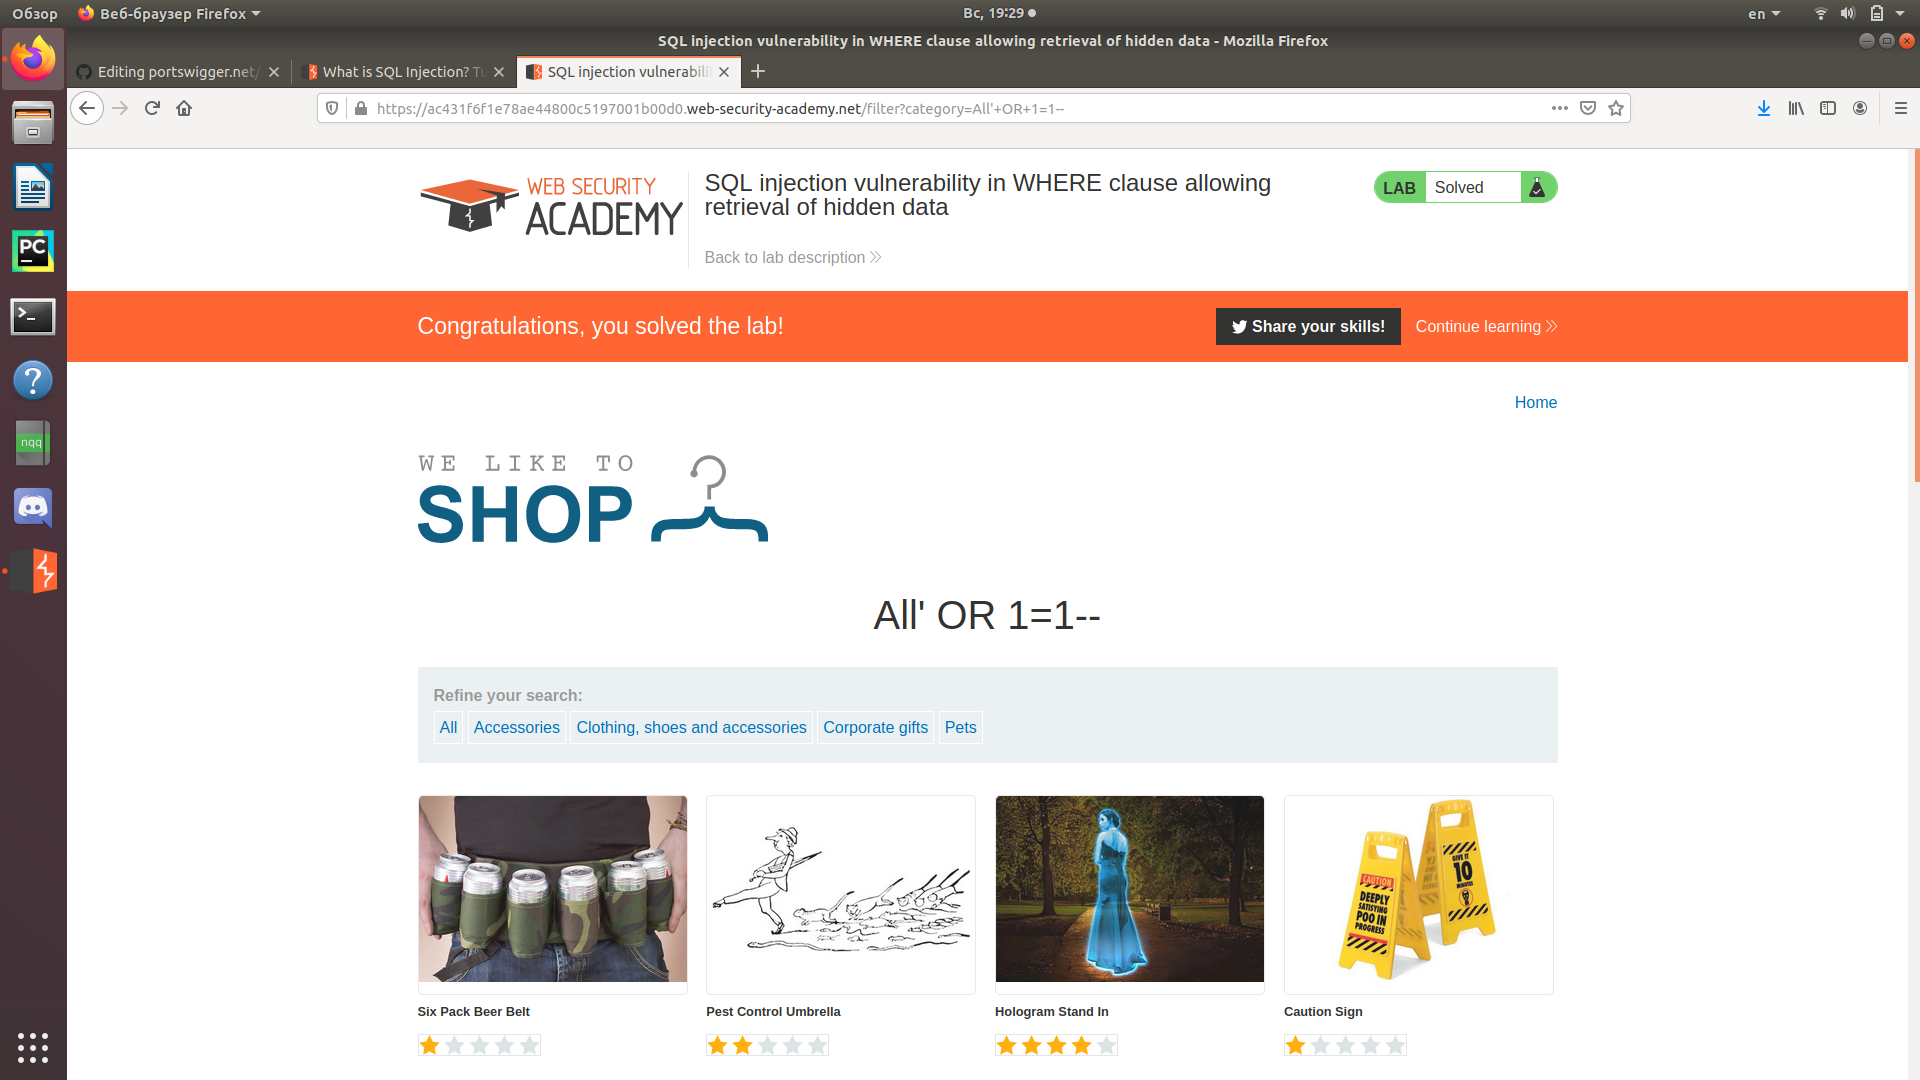 Обзор
Веб-браузер Firefox
Вс, 19:29
en
SQL injection vulnerability in WHERE clause allowing retrieval of hidden data - Mozilla Firefox
Editing portswigger.net/
What is SQL Injection? Tu
SQL injection vulnerabili
https://ac431f6f1e78ae44800c5197001b00d0.web-security-academy.net/filter?category=All'+OR+1=1--
WEB SECURITY
ACADEMY
SQL injection vulnerability in WHERE clause allowing
retrieval of hidden data
Back to lab description
LAB Solved
Congratulations, you solved the lab!
Share your skills!
Continue learning
Home
WE LIKE TO
SHOP
All' OR 1=1--
Refine your search:
All Accessories Clothing, shoes and accessories Corporate gifts Pets
CAUTION
DEEPLY
SATISFYING
POO IN
PROGRESS
GIVE IT
10
MINUTES
Six Pack Beer Belt
Pest Control Umbrella
Hologram Stand In
Caution Sign
PC
nqq